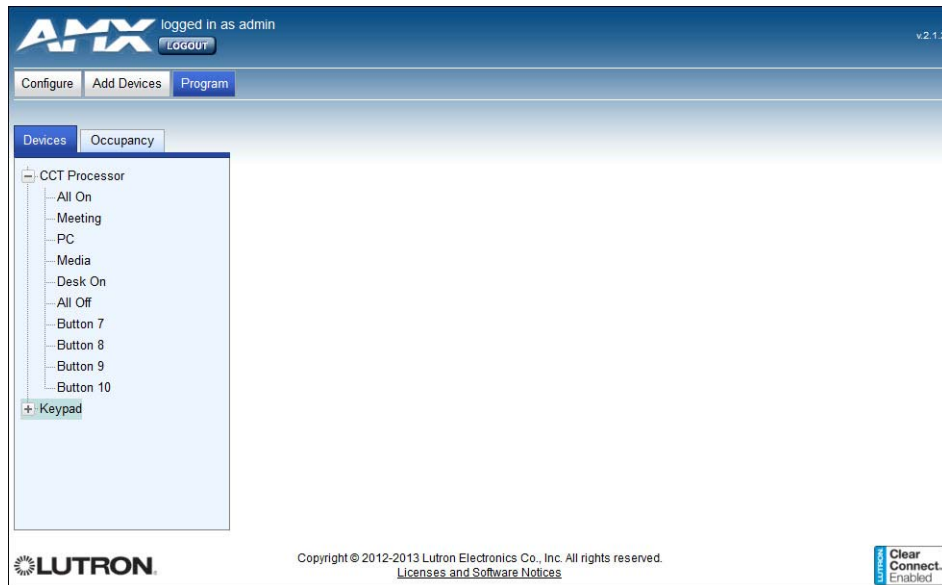 AMX logged in as admin
LOGOUT
v.2.1.2
Configure Add Devices Program
Devices Occupancy
CCT Processor
All On
Meeting
PC
Media
Desk On
All Off
Button 7
Button 8
Button 9
Button 10
Keypad
LUTRON.
Copyright © 2012-2013 Lutron Electronics Co., Inc. All rights reserved.
Licenses and Software Notices
LUTRON
Clear
Connect.
Enabled